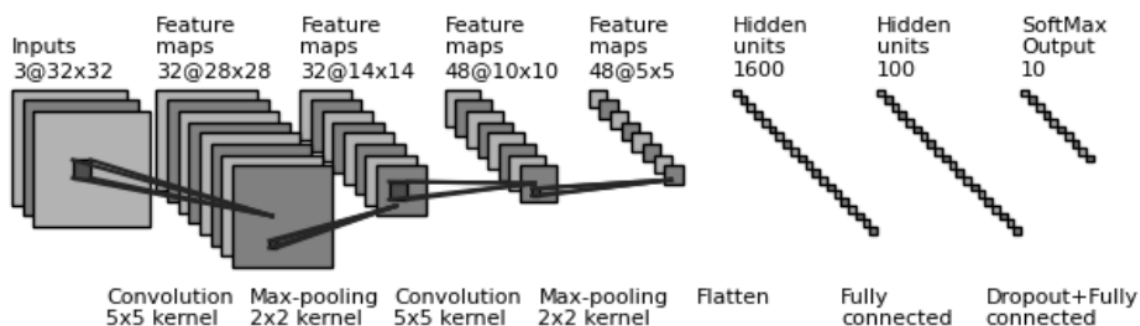 Inputs
3@32x32
Feature
maps
32@28x28
Feature
maps
32@14x14
Feature
maps
48@10x10
Feature
maps
48@5x5
Hidden
units
1600
Hidden
units
100
SoftMax
Output
10
Convolution
5x5 kernel
Max-pooling
2x2 kernel
Convolution
5x5 kernel
Max-pooling
2x2 kernel
Flatten
Fully
connected
Dropout+Fully
connected